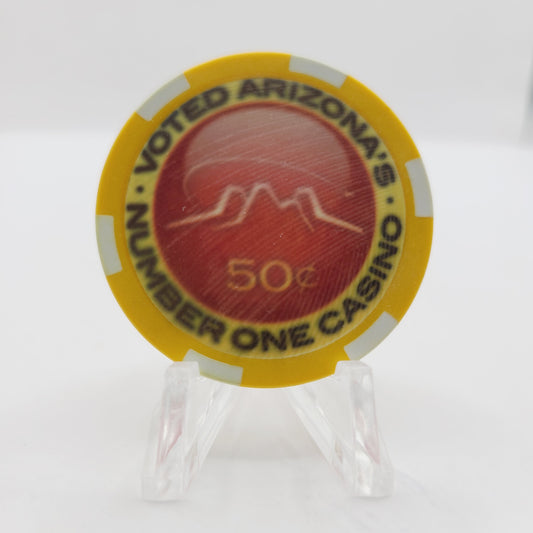 VOTED ARIZONA'S
· NUMBER ONE CASINO ·
50¢